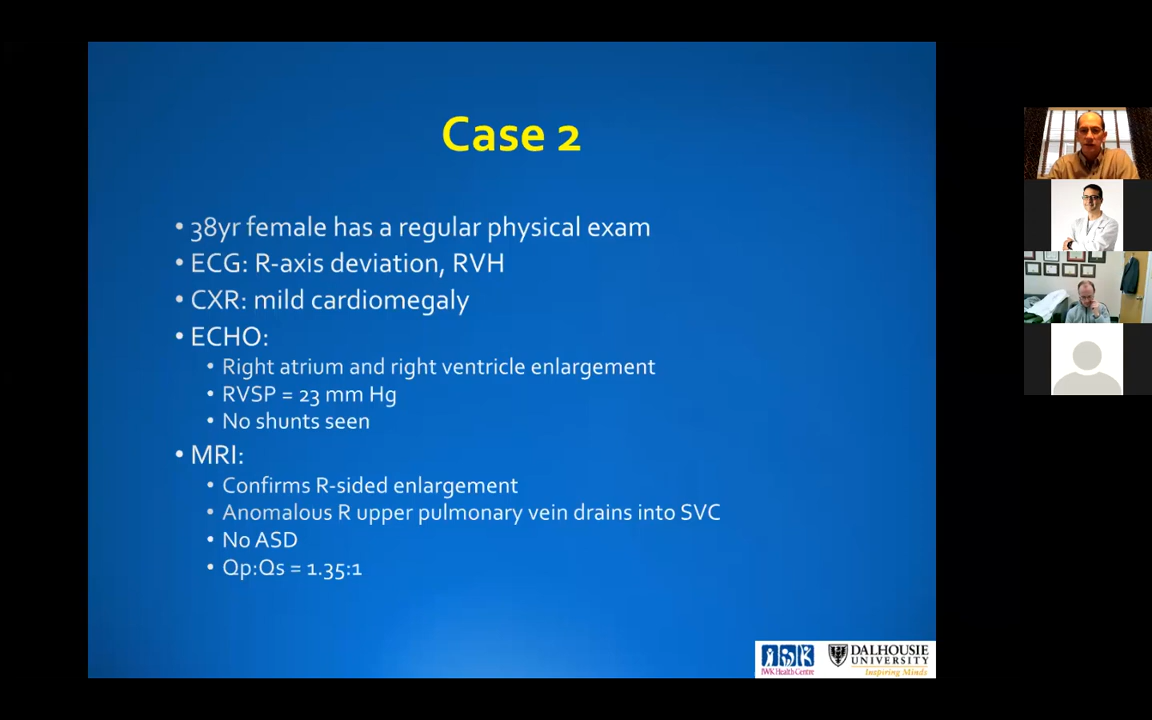 Case 2
• 38yr female has a regular physical exam
• ECG: R-axis deviation, RVH
• CXR: mild cardiomegaly
• ECHO:
• Right atrium and right ventricle enlargement
• RVSP = 23 mm Hg
• No shunts seen
• MRI:
• Confirms R-sided enlargement
• Anomalous R upper pulmonary vein drains into SVC
• No ASD
• Qp:Qs = 1.35:1
IWK Health Centre
DALHOUSIE
UNIVERSITY
Inspiring Minds